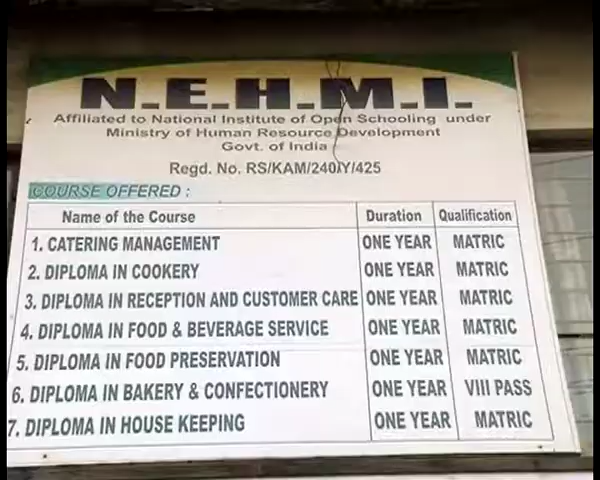 N.E.H.M.I.
Affiliated to National Institute of Open Schooling under
Ministry of Human Resource Development
Govt. of India
Regd. No. RS/KAM/240/Y/425
COURSE OFFERED :
Name of the Course Duration Qualification
1. CATERING MANAGEMENT ONE YEAR MATRIC
2. DIPLOMA IN COOKERY ONE YEAR MATRIC
3. DIPLOMA IN RECEPTION AND CUSTOMER CARE ONE YEAR MATRIC
4. DIPLOMA IN FOOD & BEVERAGE SERVICE ONE YEAR MATRIC
5. DIPLOMA IN FOOD PRESERVATION ONE YEAR MATRIC
6. DIPLOMA IN BAKERY & CONFECTIONERY ONE YEAR VIII PASS
7. DIPLOMA IN HOUSE KEEPING ONE YEAR MATRIC